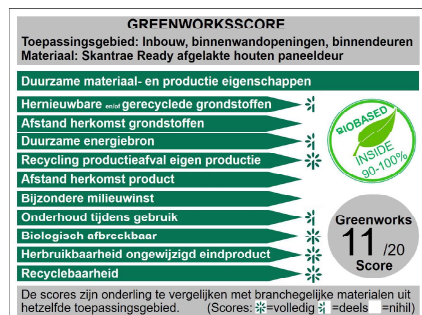 GREENWORKSSCORE
Toepassingsgebied: Inbouw, binnenwandopeningen, binnendeuren
Materiaal: Skantrae Ready afgelakte houten paneeldeur
Duurzame materiaal- en productie eigenschappen
Hernieuwbare en/of gerecyclede grondstoffen
Afstand herkomst grondstoffen
Duurzame energiebron
Recycling productieafval eigen productie
Afstand herkomst product
Bijzondere milieuwinst
Onderhoud tijdens gebruik
Biologisch afbreekbaar
Herbruikbaarheid ongewijzigd eindproduct
Recyclebaarheid
BIOBASED
INSIDE
90-100%
Greenworks
11 /20
Score
De scores zijn onderling te vergelijken met branchegelijke materialen uit
hetzelfde toepassingsgebied. (Scores: =volledig =deels =nihil)